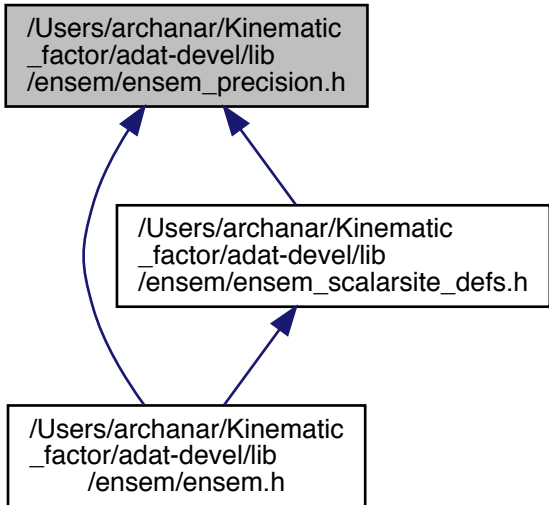 /Users/archanar/Kinematic
_factor/adat-devel/lib
/ensem/ensem_precision.h
/Users/archanar/Kinematic
_factor/adat-devel/lib
/ensem/ensem_scalarsite_defs.h
/Users/archanar/Kinematic
_factor/adat-devel/lib
/ensem/ensem.h